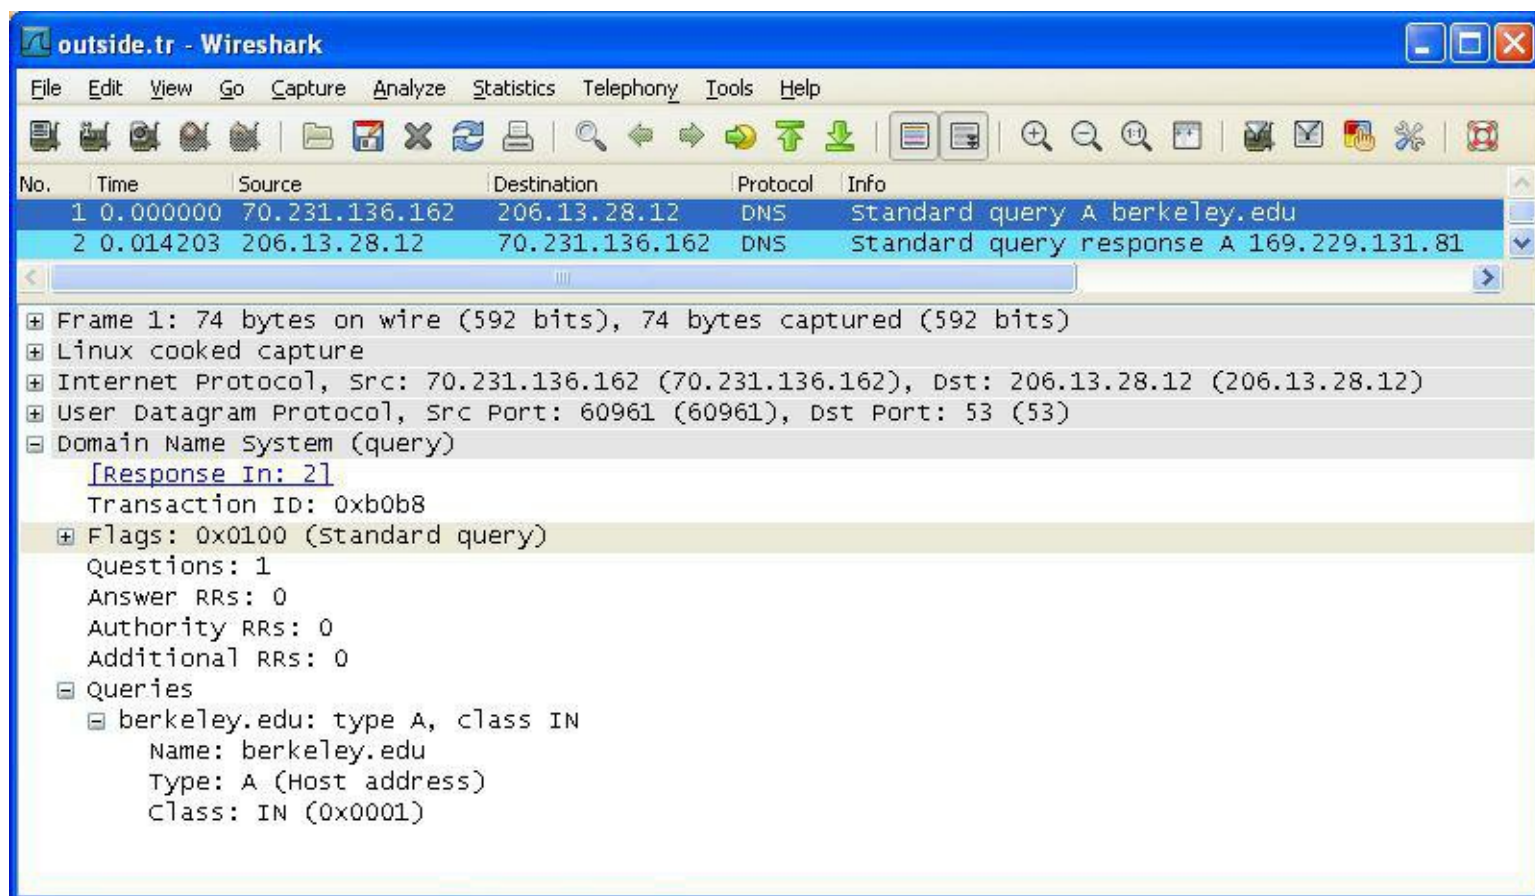 outside.tr - Wireshark
File Edit View Go Capture Analyze Statistics Telephony Tools Help
No. Time Source Destination Protocol Info
1 0.000000 70.231.136.162 206.13.28.12 DNS Standard query A berkeley.edu
2 0.014203 206.13.28.12 70.231.136.162 DNS Standard query response A 169.229.131.81
Frame 1: 74 bytes on wire (592 bits), 74 bytes captured (592 bits)
Linux cooked capture
Internet Protocol, Src: 70.231.136.162 (70.231.136.162), Dst: 206.13.28.12 (206.13.28.12)
User Datagram Protocol, Src Port: 60961 (60961), Dst Port: 53 (53)
Domain Name System (query)
[Response In: 2]
Transaction ID: 0xb0b8
Flags: 0x0100 (Standard query)
Questions: 1
Answer RRs: 0
Authority RRs: 0
Additional RRs: 0
Queries
berkeley.edu: type A, class IN
Name: berkeley.edu
Type: A (Host address)
Class: IN (0x0001)